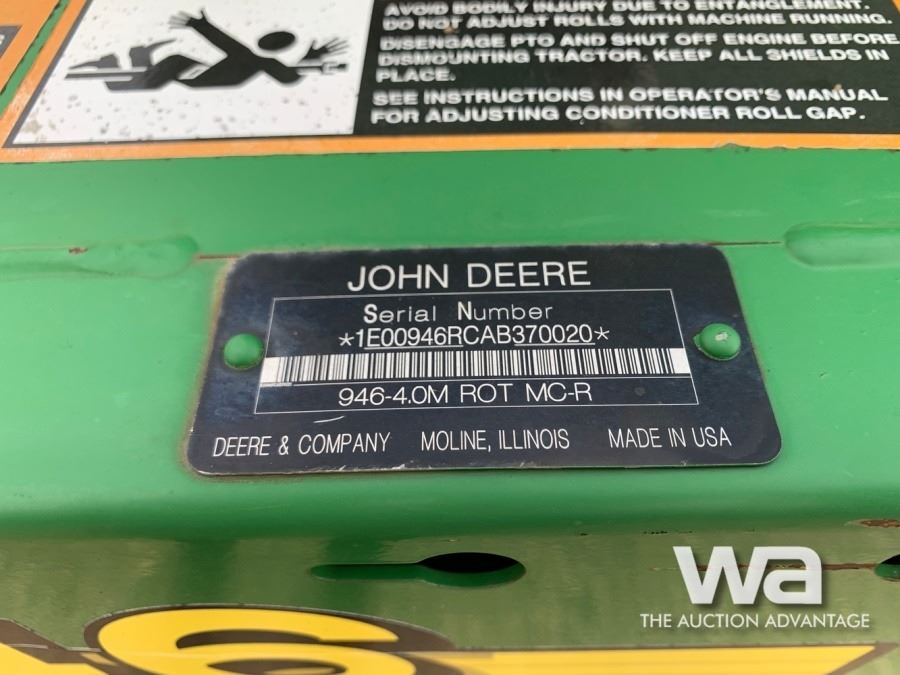 AVOID BODILY INJURY DUE TO ENTANGLEMENT.
DO NOT ADJUST ROLLS WITH MACHINE RUNNING.
DISENGAGE PTO AND SHUT OFF ENGINE BEFORE
DISMOUNTING TRACTOR. KEEP ALL SHIELDS IN
PLACE.
SEE INSTRUCTIONS IN OPERATOR'S MANUAL
FOR ADJUSTING CONDITIONER ROLL GAP.
JOHN DEERE
Serial Number
*1E00946RCAB370020*
946-4.0M ROT MC-R
DEERE & COMPANY MOLINE, ILLINOIS MADE IN USA
wa
THE AUCTION ADVANTAGE